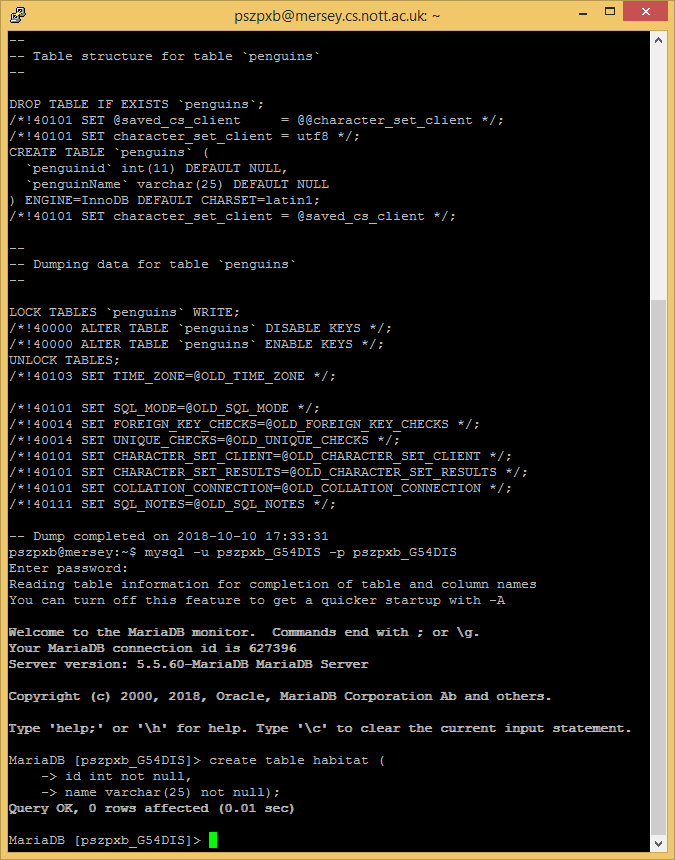 pszpxb@mersey.cs.nott.ac.uk: ~
--
-- Table structure for table `penguins`
--
DROP TABLE IF EXISTS `penguins`;
/*!40101 SET @saved_cs_client     = @@character_set_client */;
/*!40101 SET character_set_client = utf8 */;
CREATE TABLE `penguins` (
  `penguinid` int(11) DEFAULT NULL,
  `penguinName` varchar(25) DEFAULT NULL
) ENGINE=InnoDB DEFAULT CHARSET=latin1;
/*!40101 SET character_set_client = @saved_cs_client */;
--
-- Dumping data for table `penguins`
--
LOCK TABLES `penguins` WRITE;
/*!40000 ALTER TABLE `penguins` DISABLE KEYS */;
/*!40000 ALTER TABLE `penguins` ENABLE KEYS */;
UNLOCK TABLES;
/*!40103 SET TIME_ZONE=@OLD_TIME_ZONE */;
/*!40101 SET SQL_MODE=@OLD_SQL_MODE */;
/*!40014 SET FOREIGN_KEY_CHECKS=@OLD_FOREIGN_KEY_CHECKS */;
/*!40014 SET UNIQUE_CHECKS=@OLD_UNIQUE_CHECKS */;
/*!40101 SET CHARACTER_SET_CLIENT=@OLD_CHARACTER_SET_CLIENT */;
/*!40101 SET CHARACTER_SET_RESULTS=@OLD_CHARACTER_SET_RESULTS */;
/*!40101 SET COLLATION_CONNECTION=@OLD_COLLATION_CONNECTION */;
/*!40111 SET SQL_NOTES=@OLD_SQL_NOTES */;
-- Dump completed on 2018-10-10 17:33:31
pszpxb@mersey:~$ mysql -u pszpxb_G54DIS -p pszpxb_G54DIS
Enter password:
Reading table information for completion of table and column names
You can turn off this feature to get a quicker startup with -A
Welcome to the MariaDB monitor.  Commands end with ; or \g.
Your MariaDB connection id is 627396
Server version: 5.5.60-MariaDB MariaDB Server
Copyright (c) 2000, 2018, Oracle, MariaDB Corporation Ab and others.
Type 'help;' or '\h' for help. Type '\c' to clear the current input statement.
MariaDB [pszpxb_G54DIS]> create table habitat (
    -> id int not null,
    -> name varchar(25) not null);
Query OK, 0 rows affected (0.01 sec)
MariaDB [pszpxb_G54DIS]>